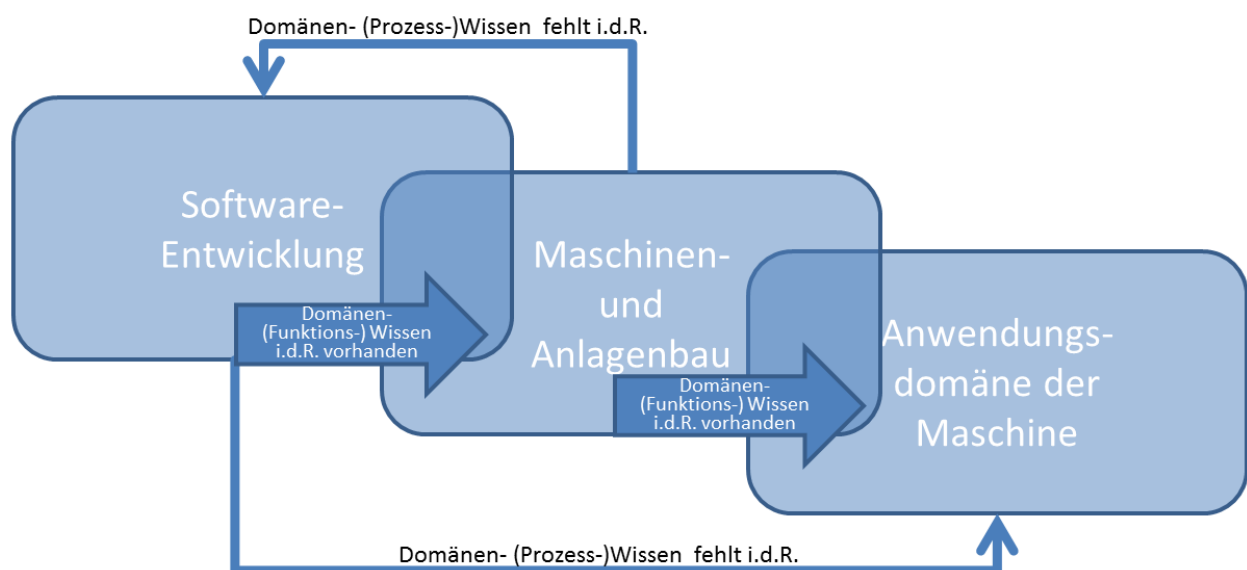 Domänen- (Prozess-)Wissen fehlt i.d.R.
Software-
Entwicklung
Domänen-
(Funktions-) Wissen
i.d.R. vorhanden
Maschinen-
und
Anlagenbau
Domänen-
(Funktions-) Wissen
i.d.R. vorhanden
Anwendungs-
domäne der
Maschine
Domänen- (Prozess-)Wissen fehlt i.d.R.